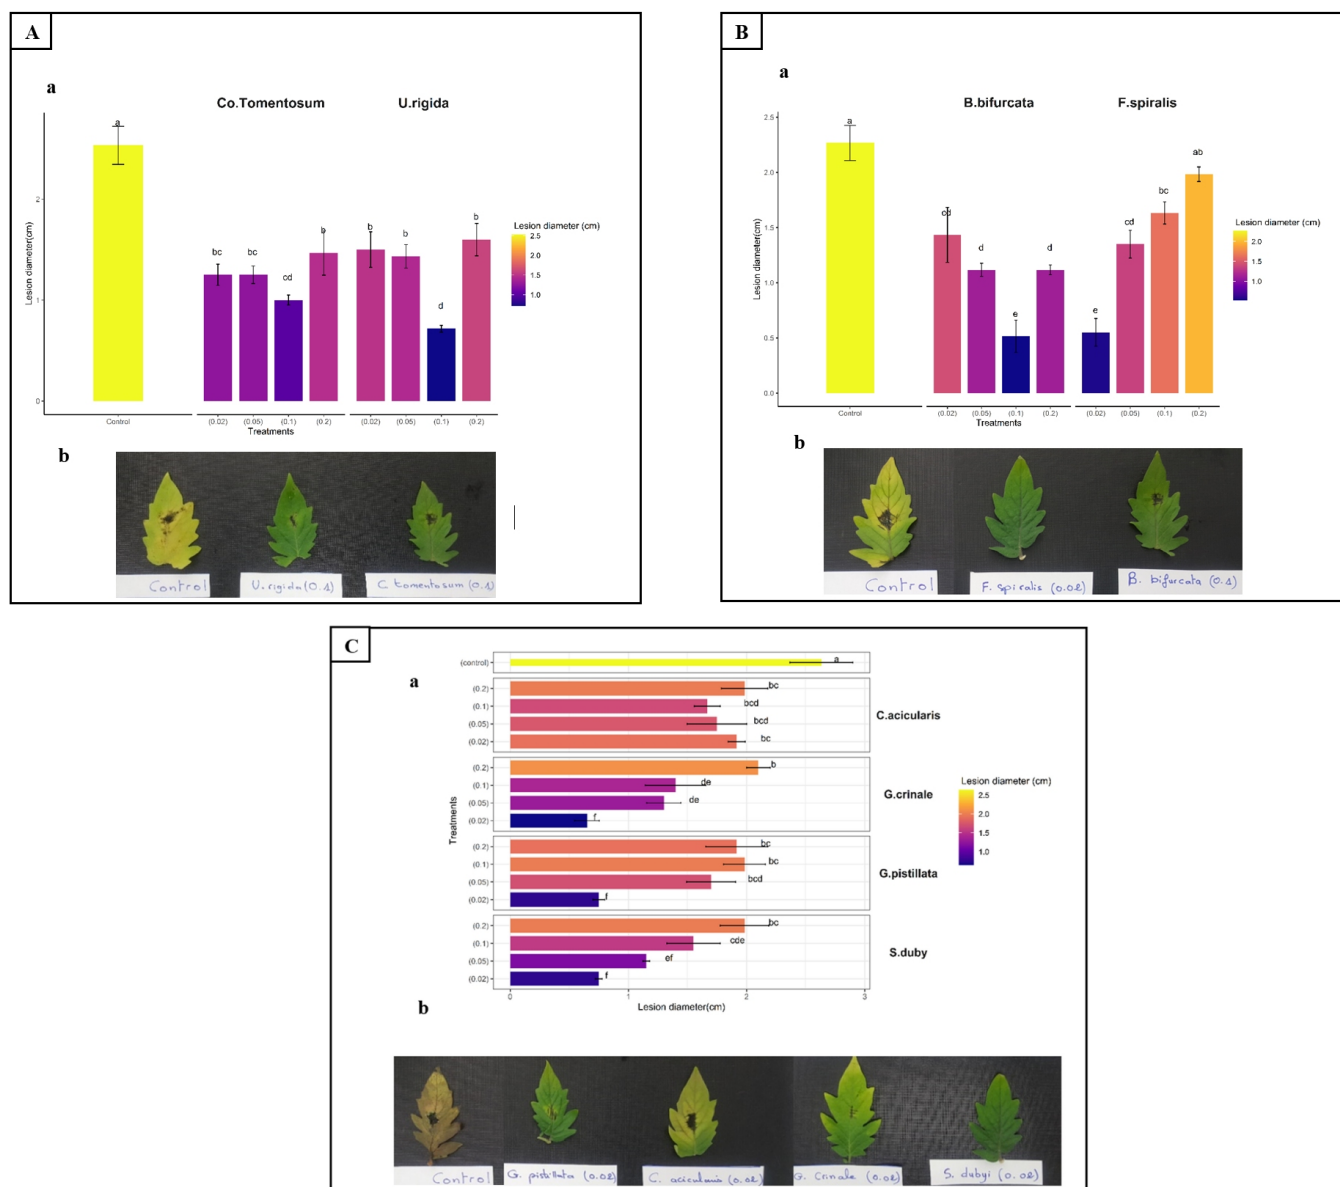 A
a
Co.Tomentosum U.rigida
Lesion diameter(cm)
2
1
0
a
bc bc cd b b b d b
Control (0.02) (0.05) (0.1) (0.2) (0.02) (0.05) (0.1) (0.2)
Treatments
Lesion diameter (cm)
2.5
2.0
1.5
1.0
b
Control U.rigida (0.1) C tomentosum (0.1)
B
a
B.bifurcata F.spiralis
Lesion diameter(cm)
2.5
2.0
1.5
1.0
0.5
0.0
a
cd d e d e cd bc ab
Control (0.02) (0.05) (0.1) (0.2) (0.02) (0.05) (0.1) (0.2)
Treatments
Lesion diameter (cm)
2.0
1.5
1.0
b
Control F. spiralis (0.02) B. bifurcata (0.1)
C
a
(control) a
(0.2) bc
(0.1) bcd
(0.05) bcd
(0.02) bc
C.acicularis
(0.2) b
(0.1) de
(0.05) de
(0.02) f
G.crinale
(0.2) bc
(0.1) bc
(0.05) bcd
(0.02) f
G.pistillata
(0.2) bc
(0.1) cde
(0.05) ef
(0.02) f
S.duby
Treatments
0 1 2 3
Lesion diameter(cm)
Lesion diameter (cm)
2.5
2.0
1.5
1.0
b
Control G. pistillata (0.02) C. acicularis (0.02) G. Crinale (0.02) S. dubyi (0.02)